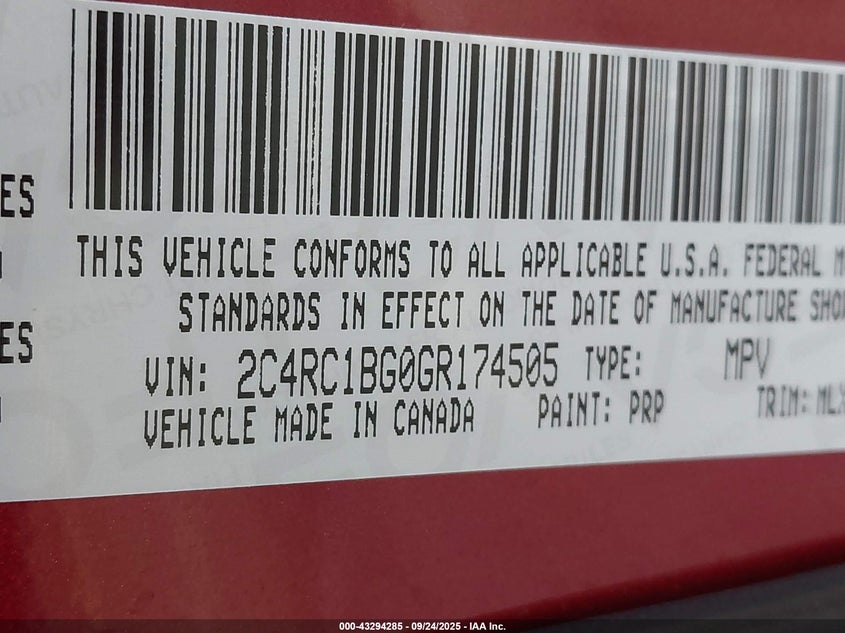 ES
THIS VEHICLE CONFORMS TO ALL APPLICABLE U.S.A. FEDERAL
STANDARDS IN EFFECT ON THE DATE OF MANUFACTURE
ES
VIN: 2C4RC1BG0GR174505 TYPE: MPV
VEHICLE MADE IN CANADA PAINT: PRP TRIM:
000-43294285 - 09/24/2025 - IAA Inc.